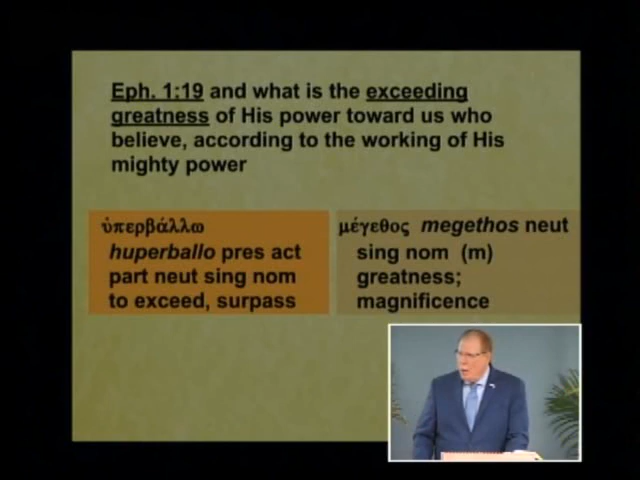 Eph. 1:19 and what is the exceeding
greatness of His power toward us who
believe, according to the working of His
mighty power
ὑπερβάλλω
huperballo pres act
part neut sing nom
to exceed, surpass
μέγεθος megethos neut
sing nom (m)
greatness;
magnificence